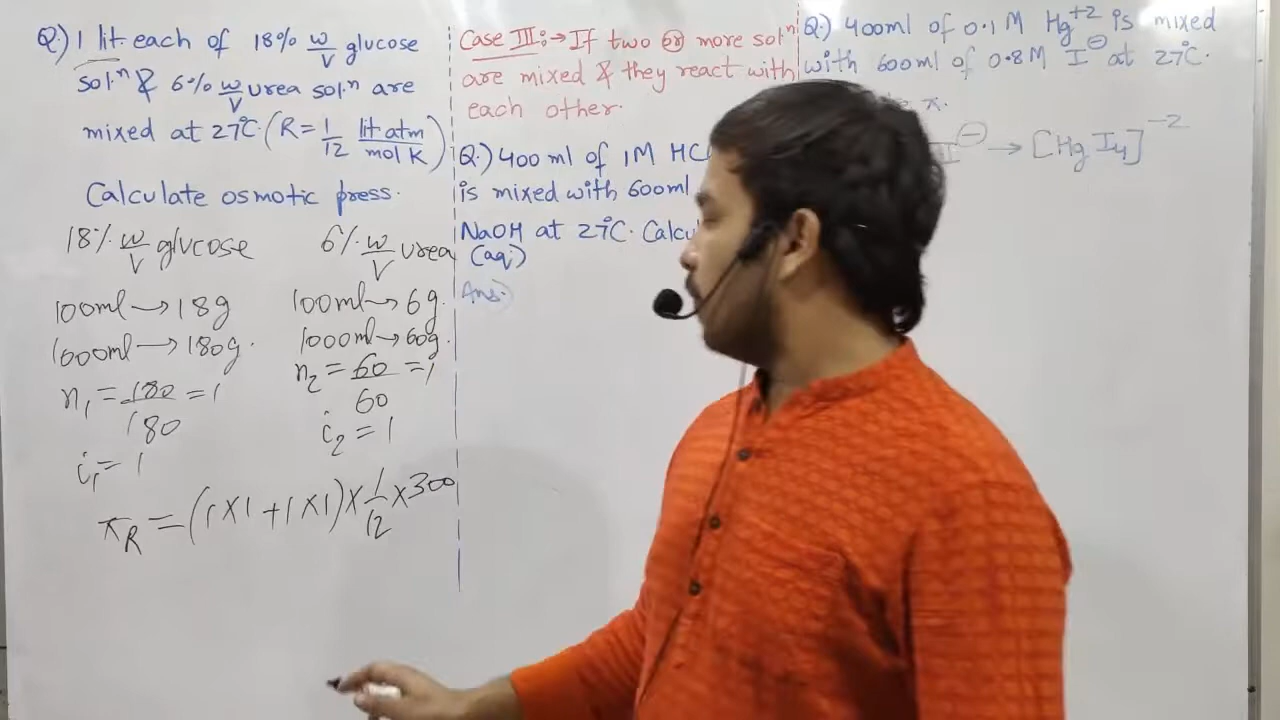 Q.) 1 lit. each of 18% w/v glucose
solⁿ & 6% w/v urea solⁿ are
mixed at 27°C. (R = 1/12 lit atm/mol K)
Calculate osmotic press.
18% w/v glucose
100ml → 18g
1000ml → 180g.
n₁ = 180/180 = 1
i₁ = 1
6% w/v urea
100ml → 6g.
1000ml → 60g.
n₂ = 60/60 = 1
i₂ = 1
π_R = (1×1+1×1)×1/12×300
Case III:→ If two or more solⁿ
are mixed & they react with
each other.
Q.) 400 ml of 1M HC
is mixed with 600ml
NaOH at 27°C. Calcu
(aq.)
Ans.)
Q.) 400ml of 0.1 M Hg⁺² is mixed
with 600ml of 0.8M I⊖ at 27°C.
π.
I⊖ → [HgI₄]⁻²